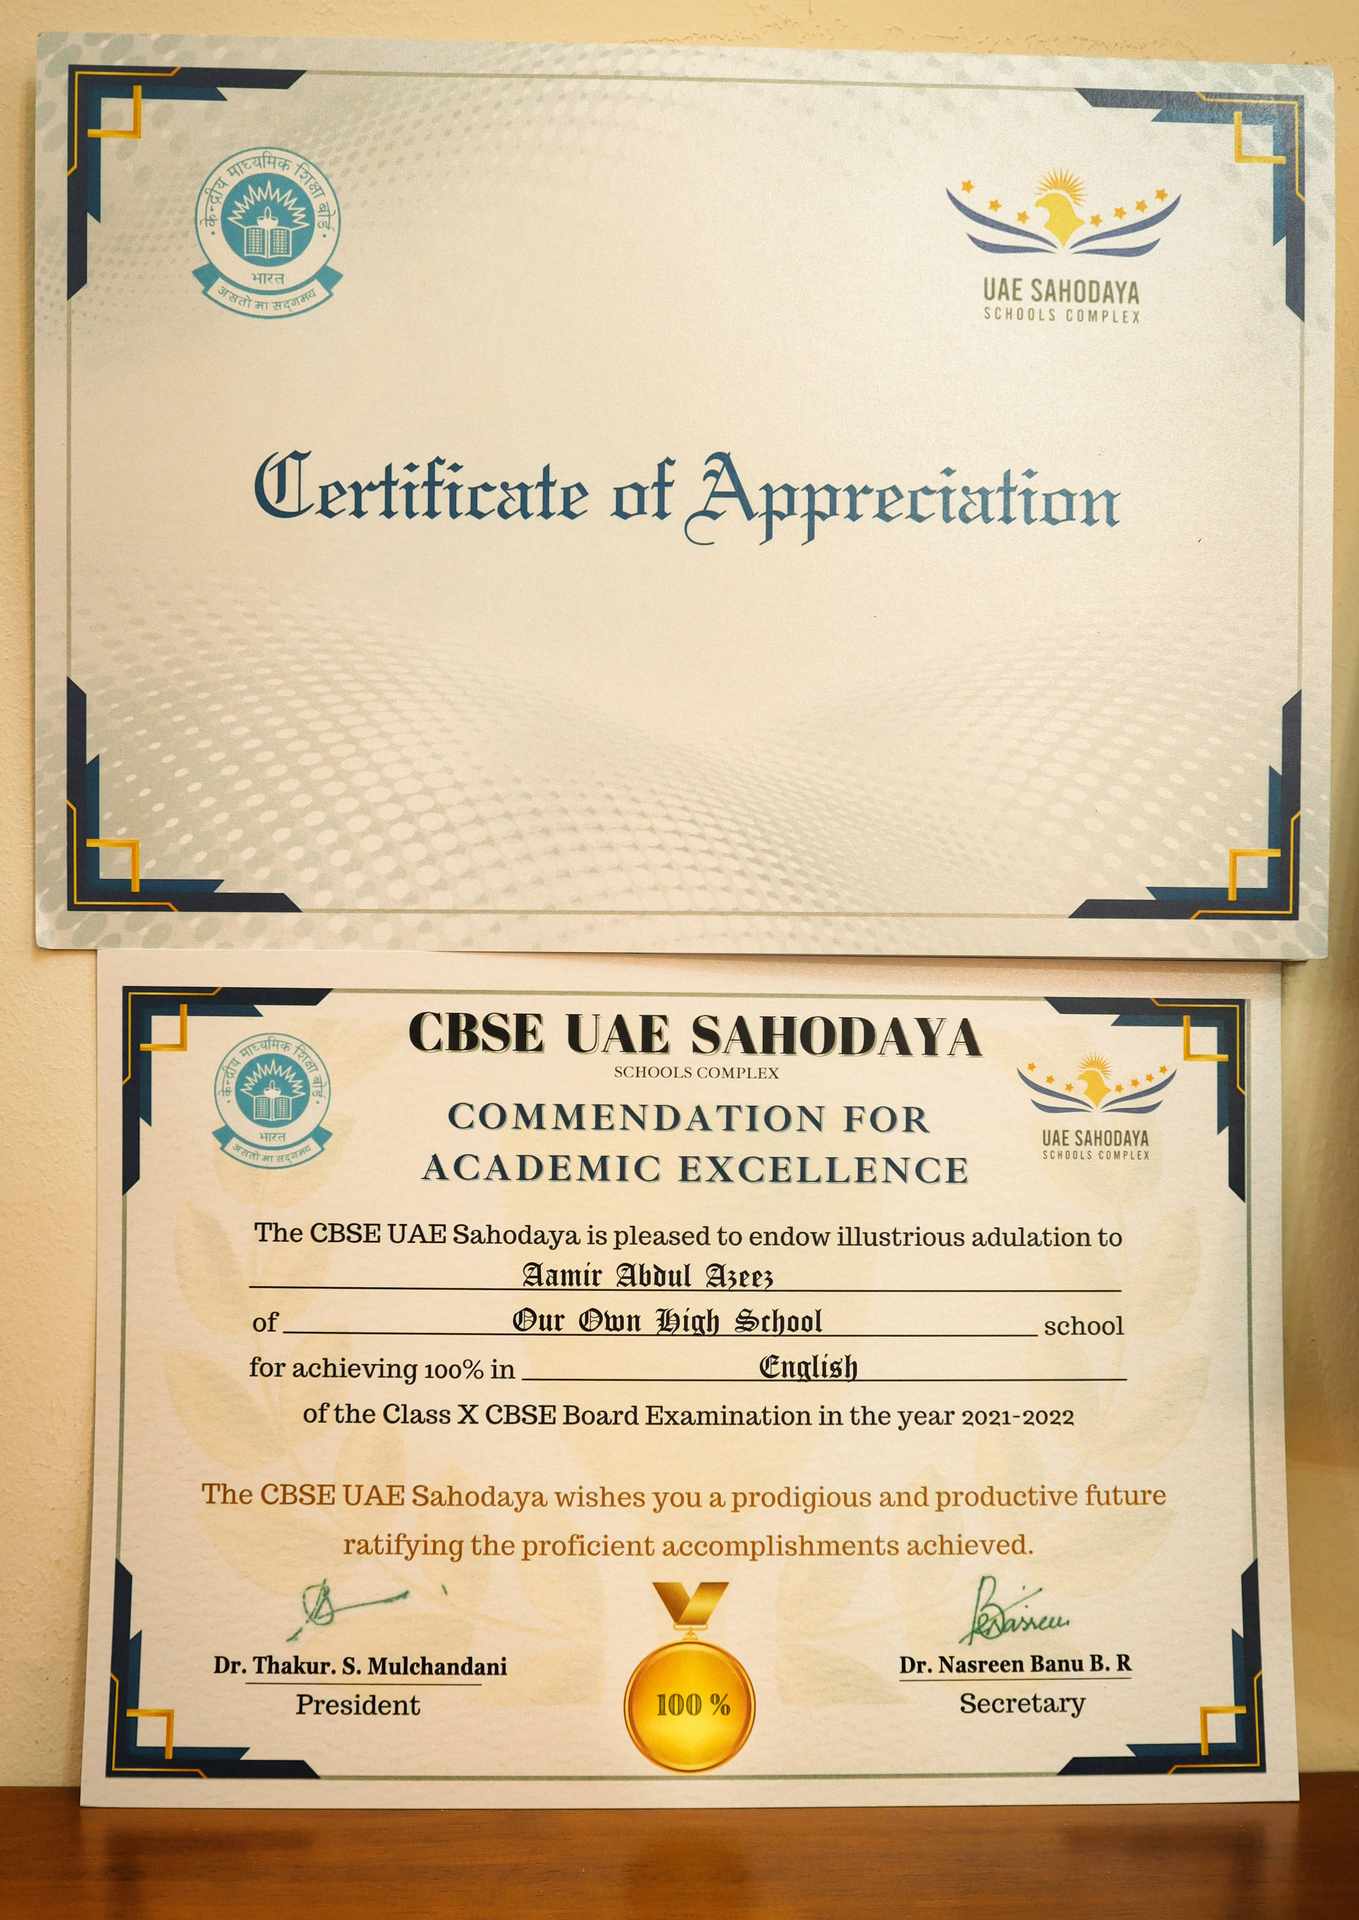 केन्द्रीय माध्यमिक शिक्षा बोर्ड
भारत
असतो मा सद्गमय
UAE SAHODAYA
SCHOOLS COMPLEX
Certificate of Appreciation
CBSE UAE SAHODAYA
SCHOOLS COMPLEX
केन्द्रीय माध्यमिक शिक्षा बोर्ड
भारत
असतो मा सद्गमय
UAE SAHODAYA
SCHOOLS COMPLEX
COMMENDATION FOR
ACADEMIC EXCELLENCE
The CBSE UAE Sahodaya is pleased to endow illustrious adulation to
Aamir Abdul Azeez
of Our Own High School school
for achieving 100% in English
of the Class X CBSE Board Examination in the year 2021-2022
The CBSE UAE Sahodaya wishes you a prodigious and productive future
ratifying the proficient accomplishments achieved.
Dr. Thakur. S. Mulchandani
President
100 %
Dr. Nasreen Banu B. R
Secretary